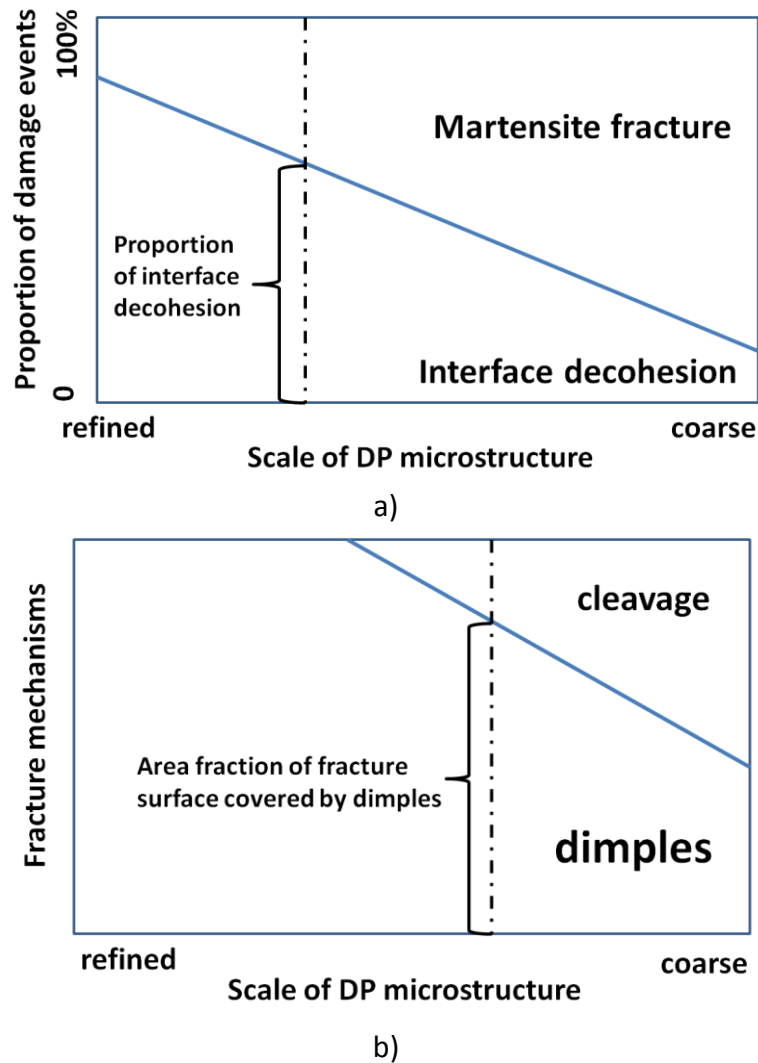 100%
Proportion of damage events
0
Martensite fracture
Proportion
of interface
decohesion
Interface decohesion
refined
coarse
Scale of DP microstructure
a)
Fracture mechanisms
cleavage
Area fraction of fracture
surface covered by dimples
dimples
refined
coarse
Scale of DP microstructure
b)